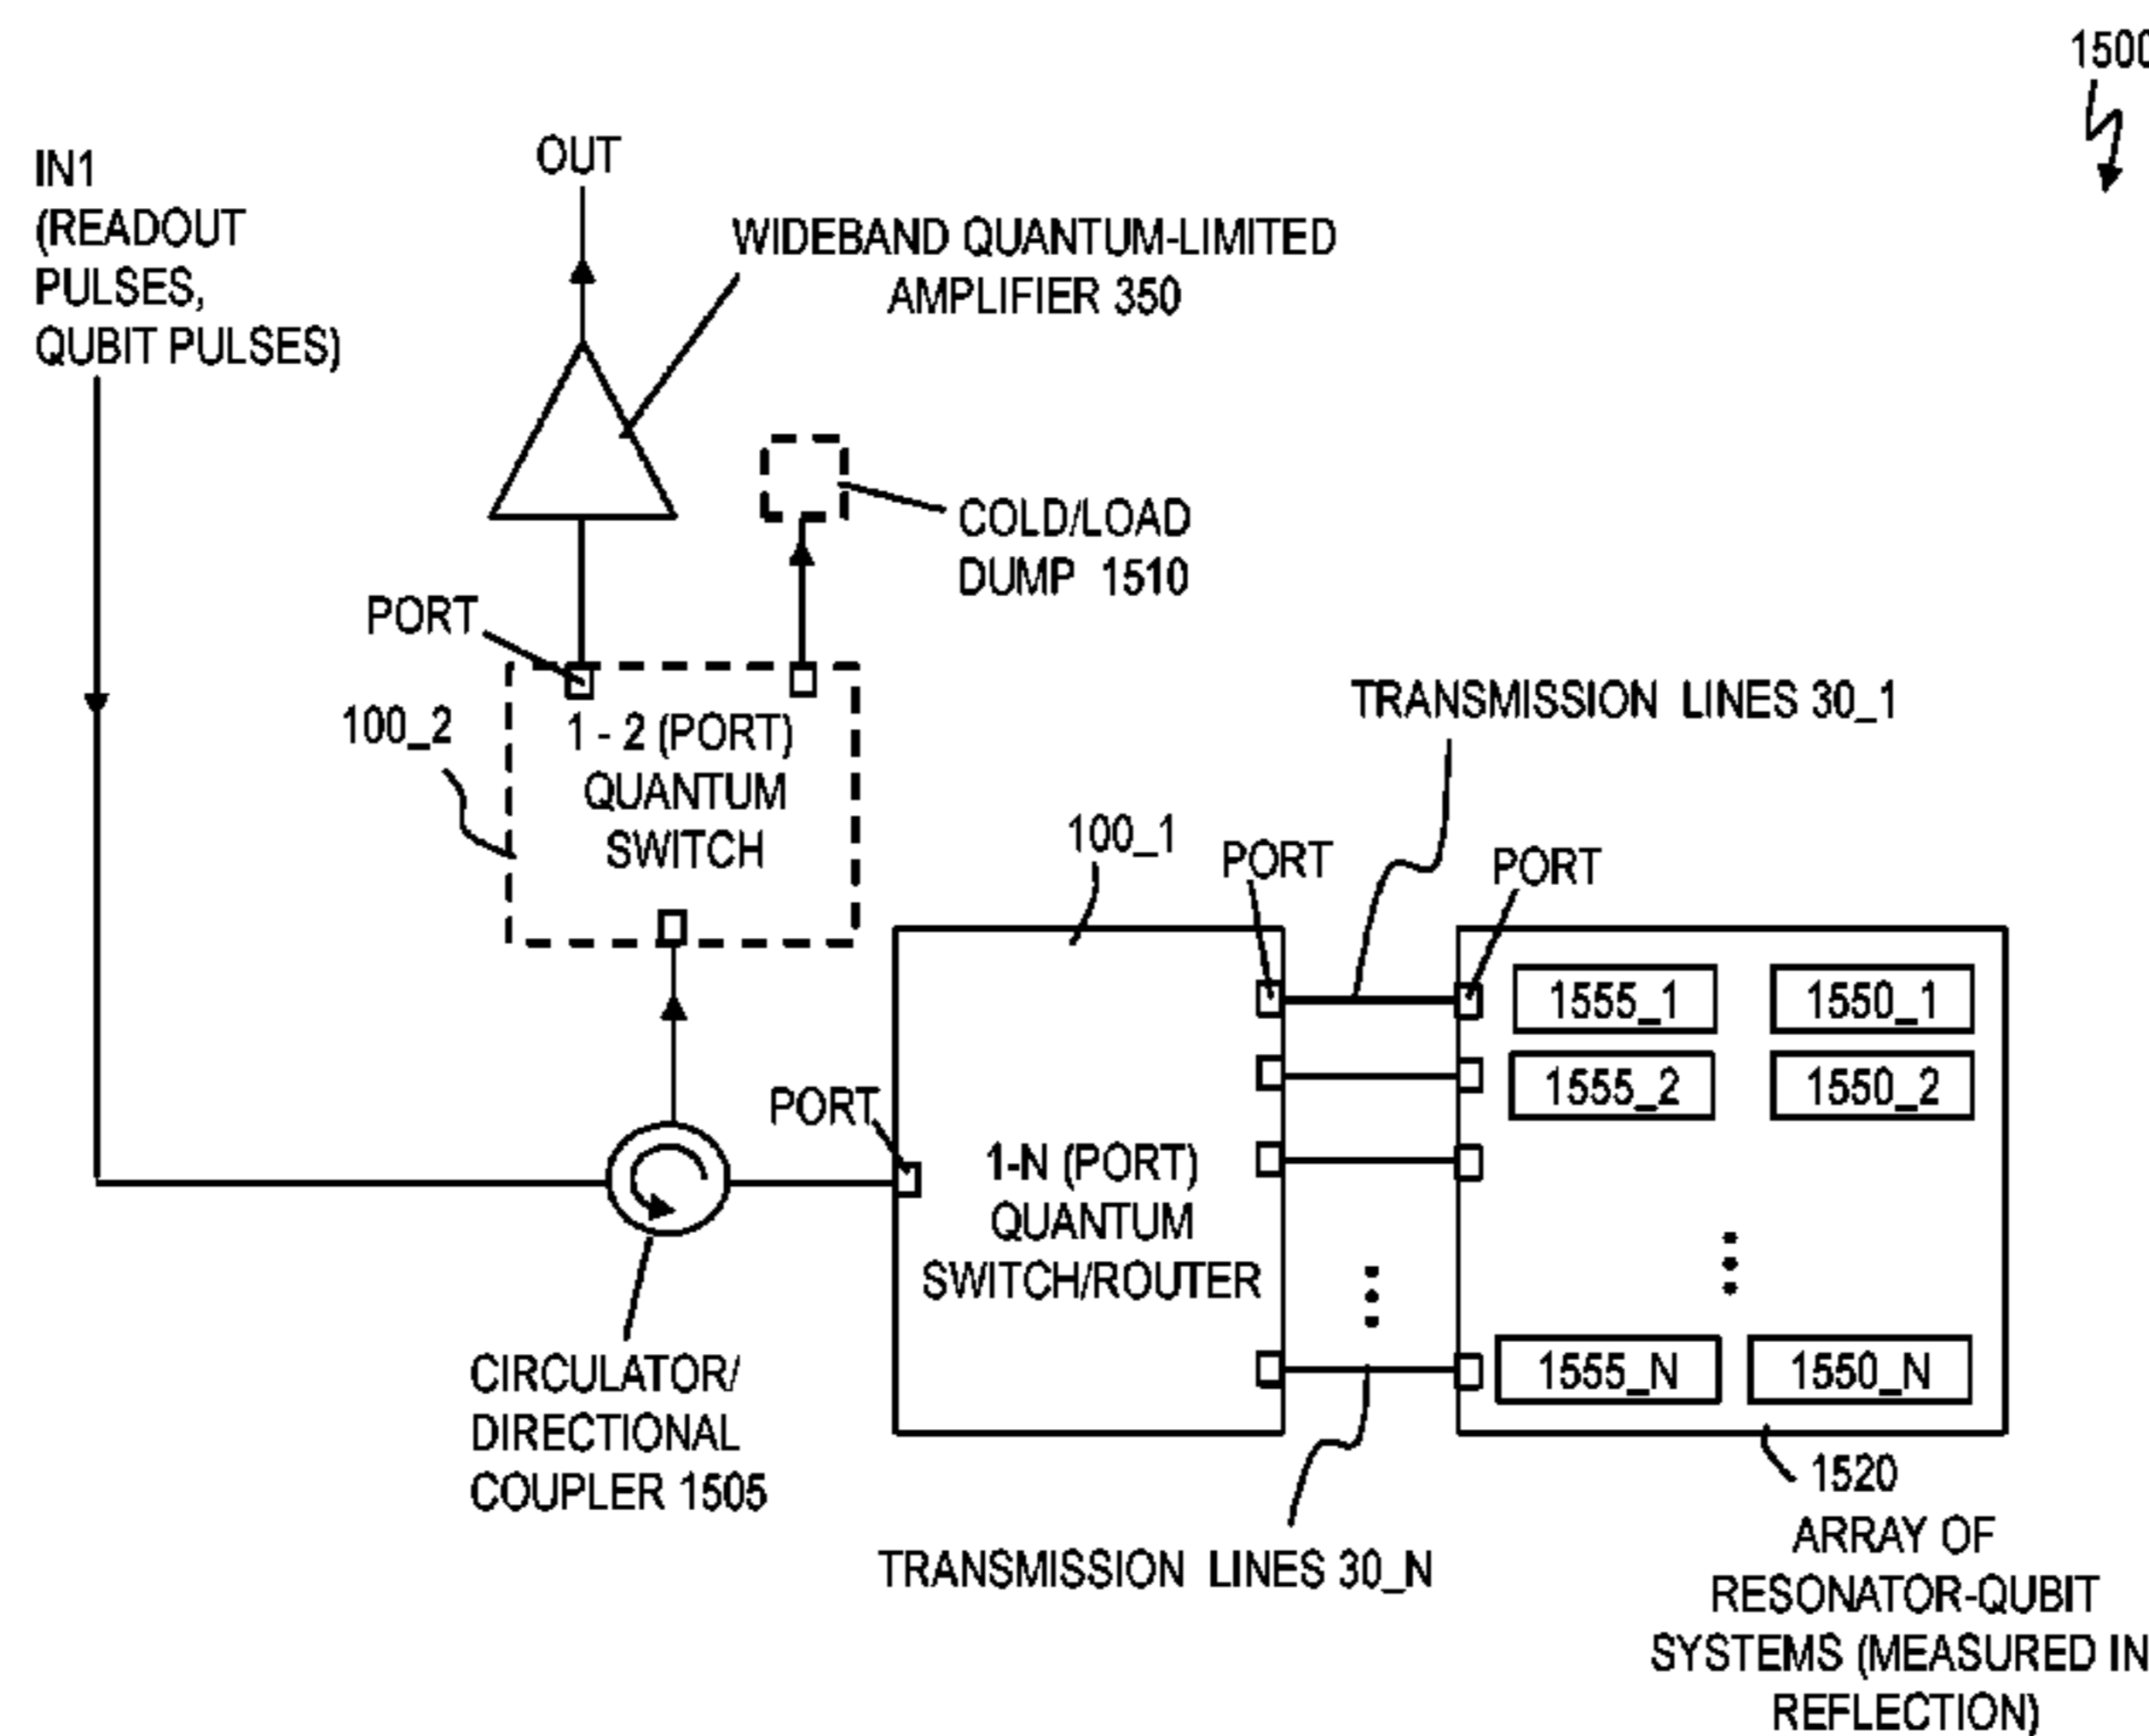 1500
IN1
(READOUT
PULSES,
QUBIT PULSES)
OUT
WIDEBAND QUANTUM-LIMITED
AMPLIFIER 350
COLD/LOAD
DUMP 1510
PORT
100_2
1 - 2 (PORT)
QUANTUM
SWITCH
TRANSMISSION LINES 30_1
100_1
PORT
PORT
1555_1
1550_1
1555_2
1550_2
PORT
1-N (PORT)
QUANTUM
SWITCH/ROUTER
1555_N
1550_N
CIRCULATOR/
DIRECTIONAL
COUPLER 1505
TRANSMISSION LINES 30_N
1520
ARRAY OF
RESONATOR-QUBIT
SYSTEMS (MEASURED IN
REFLECTION)